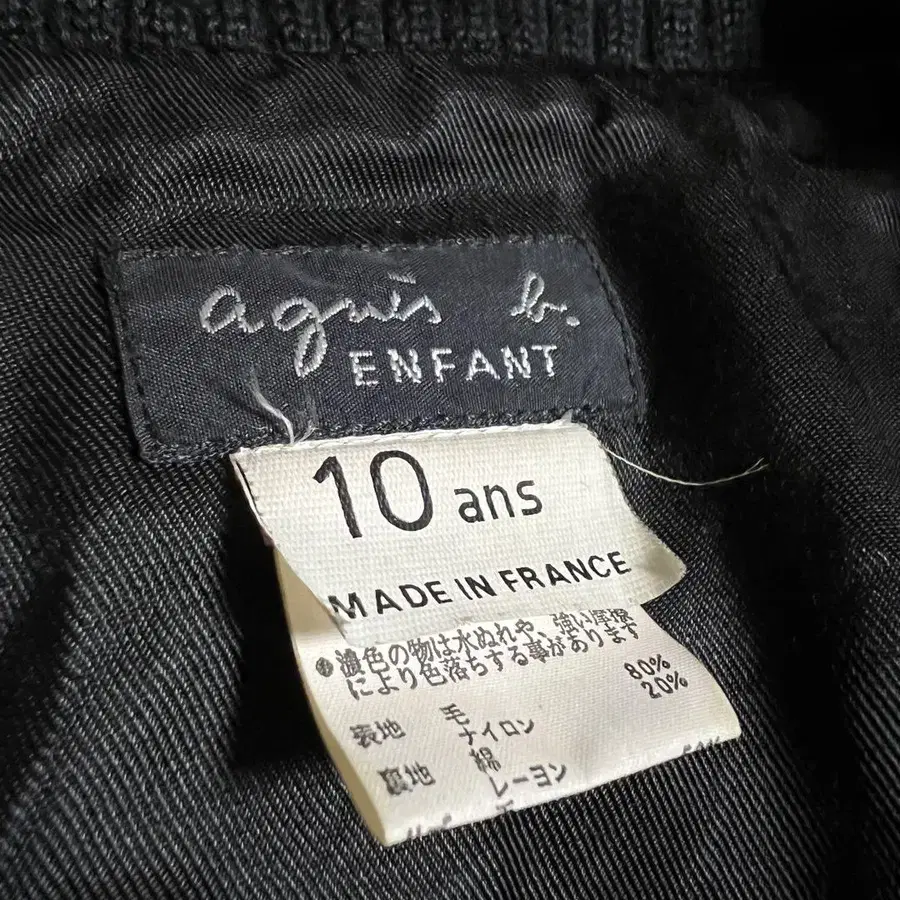 agnès b.
ENFANT
10 ans
MADE IN FRANCE
●濃色の物は水ぬれや、強い摩擦
により色落ちする事があります
表地 毛 80%
ナイロン 20%
裏地 綿
レーヨン